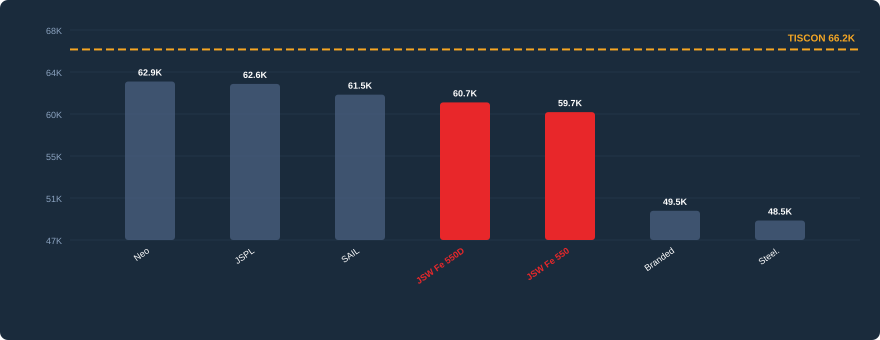 68K
TISCON 66.2K
64K
62.9K
62.6K
61.5K
60.7K
59.7K
60K
55K
51K
49.5K
48.5K
47K
Neo
JSPL
SAIL
JSW Fe 550D
JSW Fe 550
Branded
Steel.